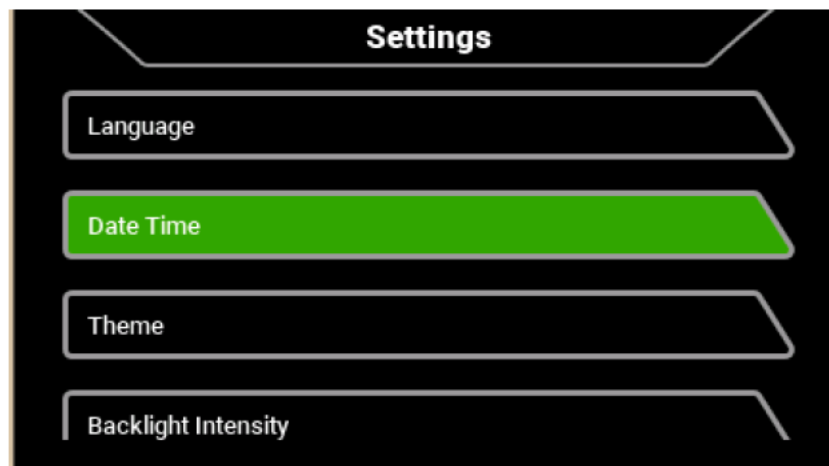 Settings
Language
Date Time
Theme
Backlight Intensity